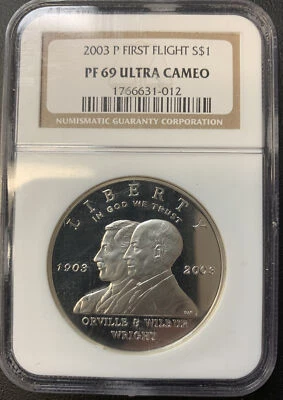 2003 P FIRST FLIGHT S$1
PF 69 ULTRA CAMEO
1766631-012
NUMISMATIC GUARANTY CORPORATION
LIBERTY
IN GOD WE TRUST
1903 2003
ORVILLE & WILBUR
WRIGHT